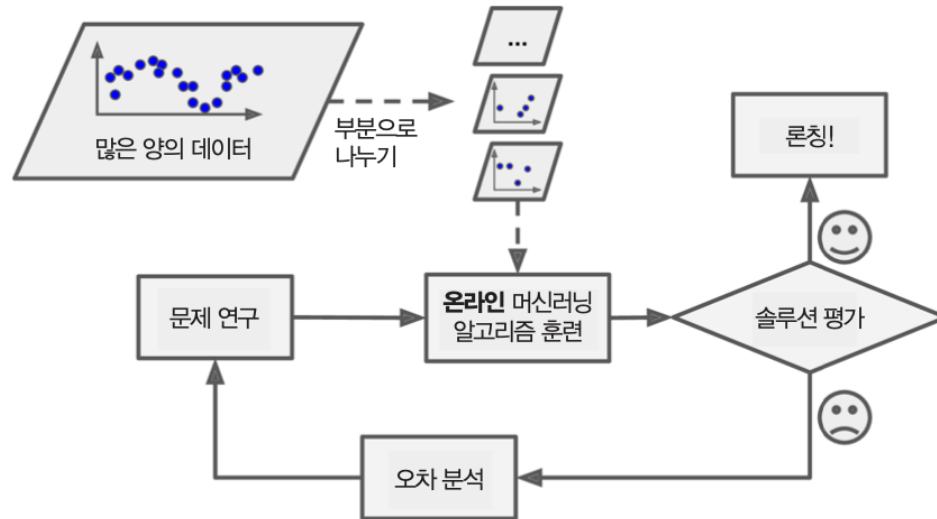 많은 양의 데이터
부분으로
나누기
...
론칭!
문제 연구
온라인 머신러닝
알고리즘 훈련
솔루션 평가
오차 분석